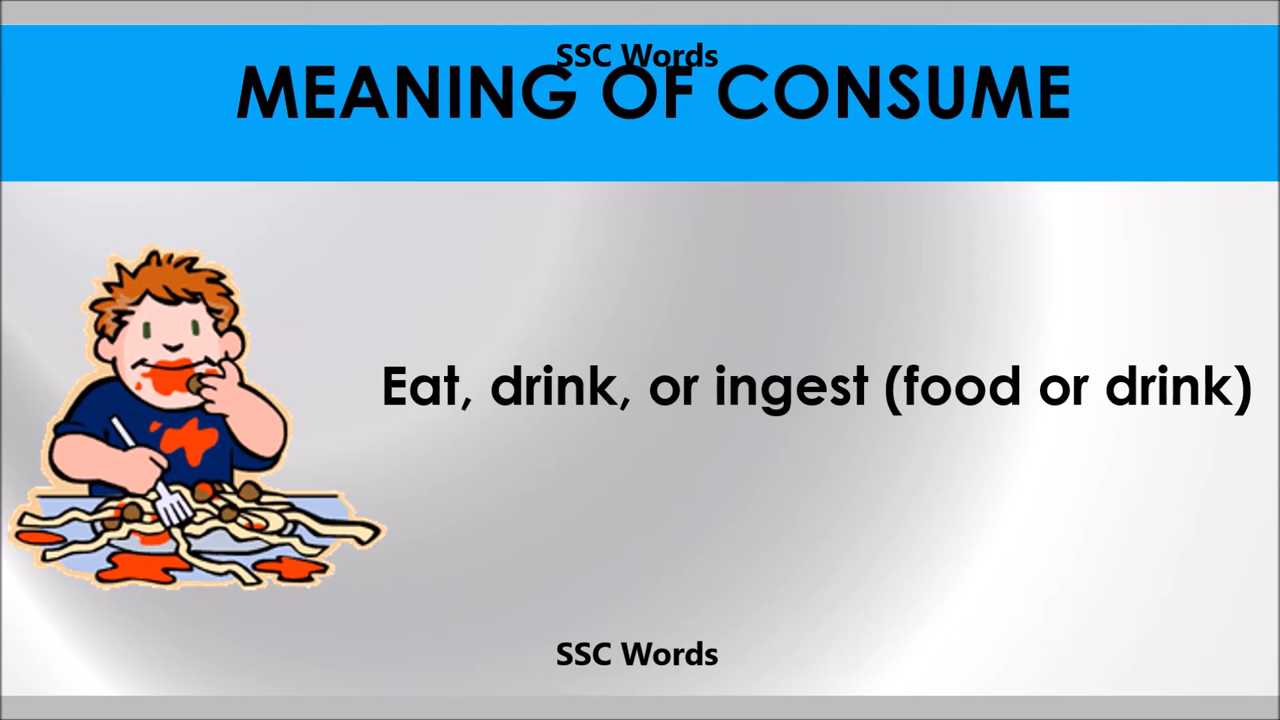 SSC Words
MEANING OF CONSUME
Eat, drink, or ingest (food or drink)
SSC Words